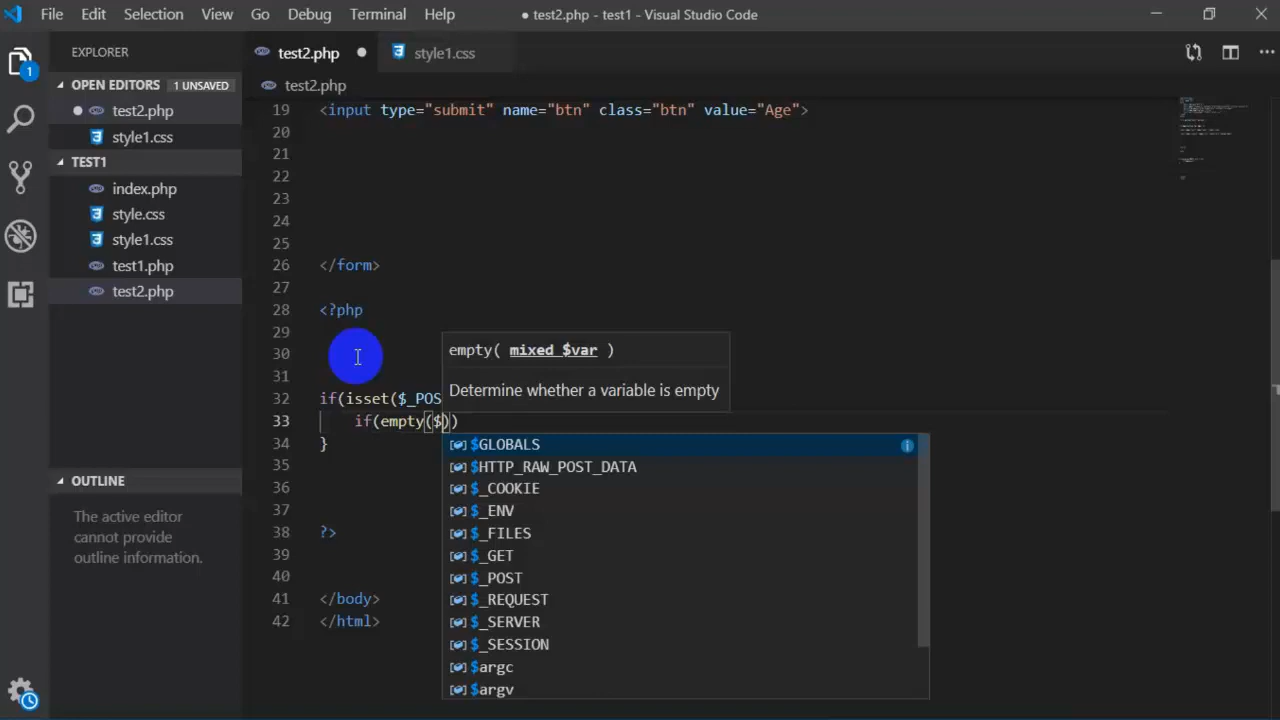 File Edit Selection View Go Debug Terminal Help
● test2.php - test1 - Visual Studio Code
EXPLORER
OPEN EDITORS 1 UNSAVED
test2.php
style1.css
TEST1
index.php
style.css
style1.css
test1.php
test2.php
OUTLINE
The active editor
cannot provide
outline information.
1
test2.php
style1.css
test2.php
19 <input type="submit" name="btn" class="btn" value="Age">
20
21
22
23
24
25
26 </form>
27
28 <?php
29
30
31
32 if(isset($_POS
33 if(empty($))
34 }
35
36
37
38 ?>
39
40
41 </body>
42 </html>
empty( mixed $var )
Determine whether a variable is empty
$GLOBALS
$HTTP_RAW_POST_DATA
$_COOKIE
$_ENV
$_FILES
$_GET
$_POST
$_REQUEST
$_SERVER
$_SESSION
$argc
$argv